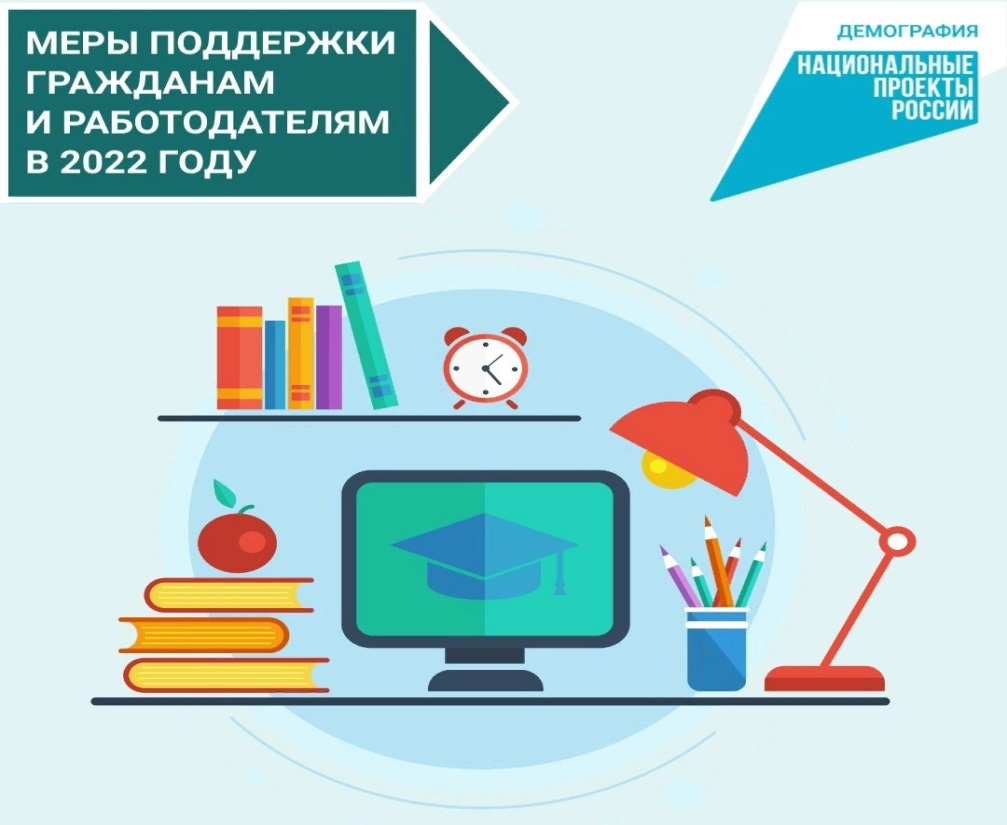 МЕРЫ ПОДДЕРЖКИ
ГРАЖДАНАМ
И РАБОТОДАТЕЛЯМ
В 2022 ГОДУ
ДЕМОГРАФИЯ
НАЦИОНАЛЬНЫЕ
ПРОЕКТЫ
РОССИИ